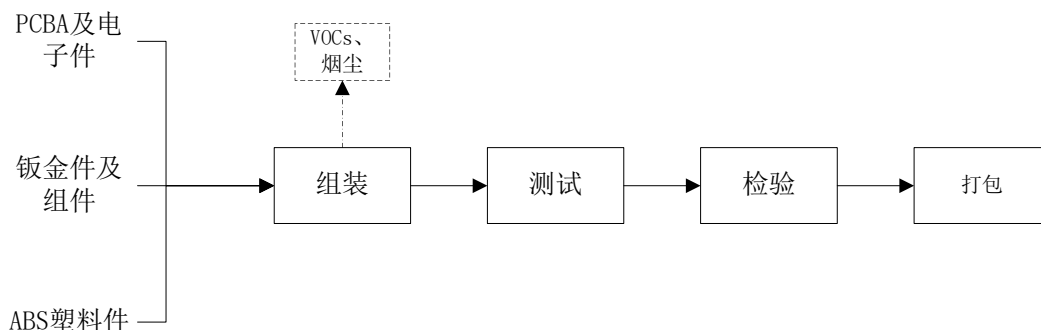 PCBA及电
子件
VOCs、
烟尘
钣金件及
组件
组装
测试
检验
打包
ABS塑料件